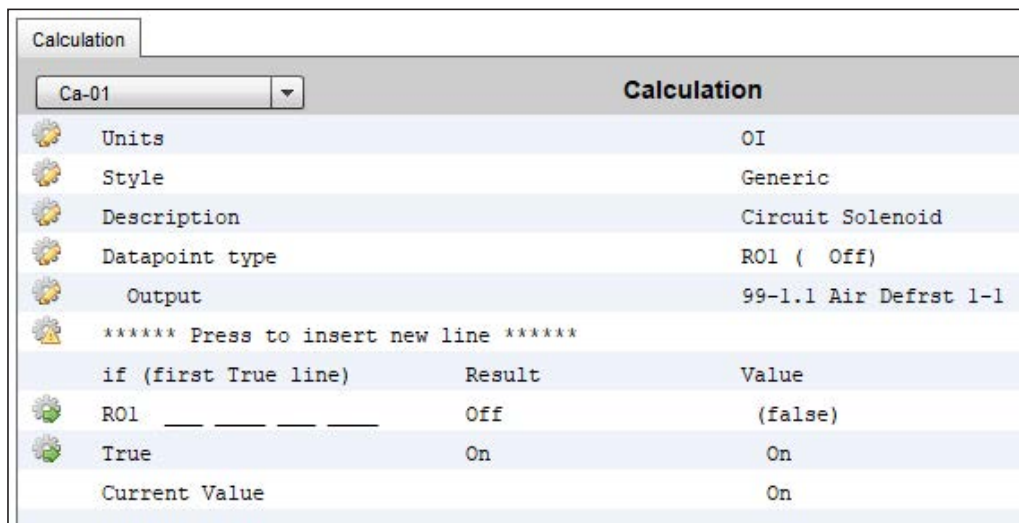 Calculation
Ca-01 Calculation
Units OI
Style Generic
Description Circuit Solenoid
Datapoint type RO1 ( Off)
Output 99-1.1 Air Defrst 1-1
****** Press to insert new line ******
if (first True line) Result Value
RO1 ___ ____ ___ ____ Off (false)
True On On
Current Value On